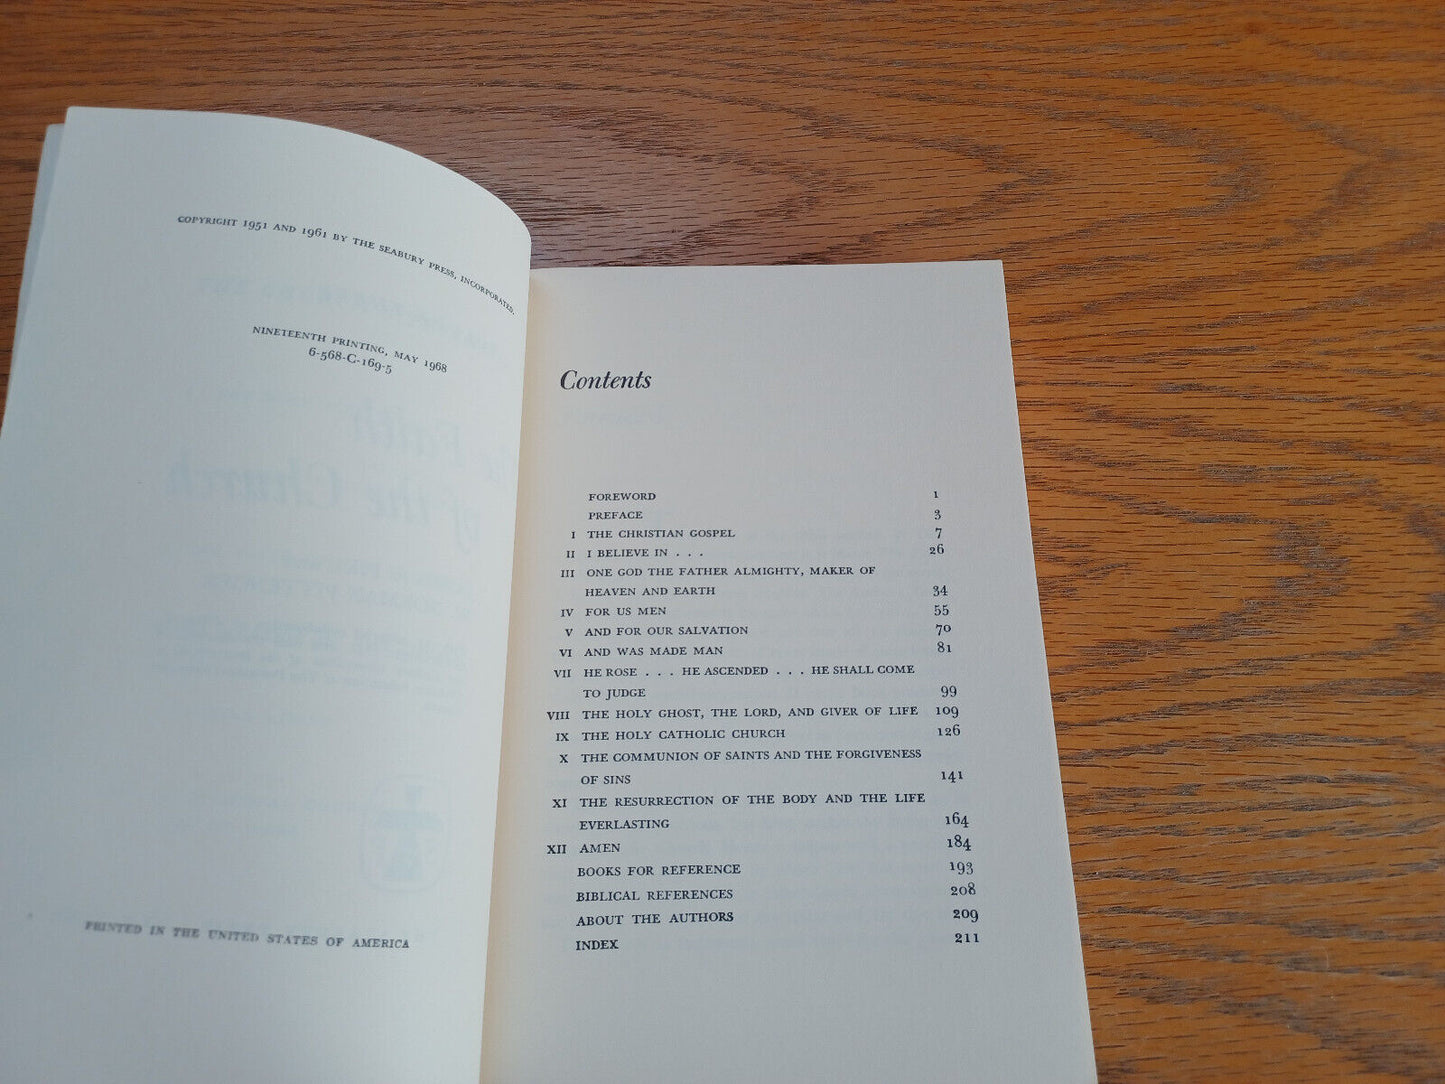 COPYRIGHT 1951 AND 1961 BY THE SEABURY PRESS, INCORPORATED.
NINETEENTH PRINTING, MAY 1968
6-568-C-169-5
Faith
of the Church
PRINTED IN THE UNITED STATES OF AMERICA
Contents
FOREWORD 1
PREFACE 3
I THE CHRISTIAN GOSPEL 7
II I BELIEVE IN . . . 26
III ONE GOD THE FATHER ALMIGHTY, MAKER OF
HEAVEN AND EARTH 34
IV FOR US MEN 55
V AND FOR OUR SALVATION 70
VI AND WAS MADE MAN 81
VII HE ROSE . . . HE ASCENDED . . . HE SHALL COME
TO JUDGE 99
VIII THE HOLY GHOST, THE LORD, AND GIVER OF LIFE 109
IX THE HOLY CATHOLIC CHURCH 126
X THE COMMUNION OF SAINTS AND THE FORGIVENESS
OF SINS 141
XI THE RESURRECTION OF THE BODY AND THE LIFE
EVERLASTING 164
XII AMEN 184
BOOKS FOR REFERENCE 193
BIBLICAL REFERENCES 208
ABOUT THE AUTHORS 209
INDEX 211